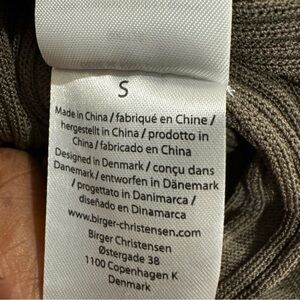 S
Made in China / fabriqué en Chine /
hergestellt in China / prodotto in
China / fabricado en China
Designed in Denmark / conçu dans
Danemark / entworfen in Dänemark
/ progettato in Danimarca /
diseñado en Dinamarca
www.birger-christensen.com
Birger Christensen
Østergade 38
1100 Copenhagen K
Denmark